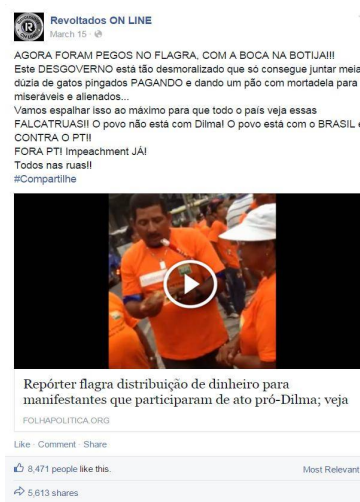 Revoltados ON LINE
March 15
AGORA FORAM PEGOS NO FLAGRA, COM A BOCA NA BOTIJA!!!
Este DESGOVERNO está tão desmoralizado que só consegue juntar meia
dúzia de gatos pingados PAGANDO e dando um pão com mortadela para
miseráveis e alienados...
Vamos espalhar isso ao máximo para que todo o país veja essas
FALCATRUAS!! O povo não está com Dilma! O povo está com o BRASIL e
CONTRA O PT!!
FORA PT! Impeachment JÁ!
Todos nas ruas!!
#Compartilhe
Repórter flagra distribuição de dinheiro para
manifestantes que participaram de ato pró-Dilma; veja
FOLHAPOLITICA.ORG
Like · Comment · Share
8,471 people like this.
Most Relevant
5,613 shares